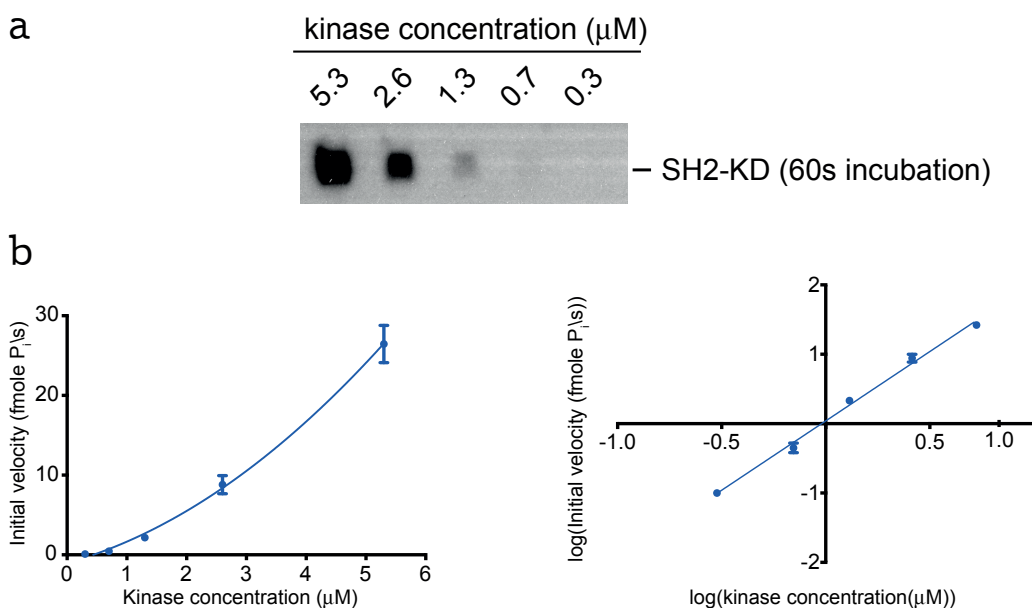 a
kinase concentration (μM)
5.3 2.6 1.3 0.7 0.3
SH2-KD (60s incubation)
b
Initial velocity (fmole Pi\s)
30
20
10
0
0 1 2 3 4 5 6
Kinase concentration (μM)
log(Initial velocity (fmole Pi\s))
2
1
-1.0 -0.5 0.5 1.0
-1
-2
log(kinase concentration(μM))